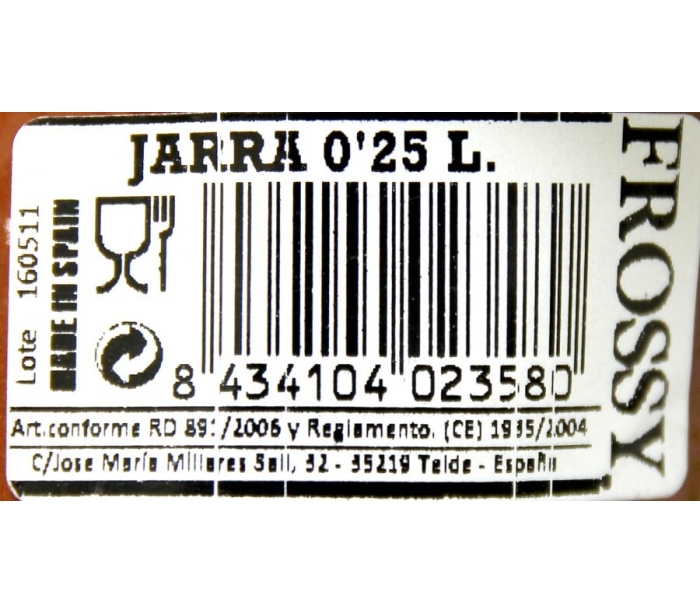 JARRA 0'25 L.
FROSSY
Lote 160511
MADE IN SPAIN
8 434104 023580
Art.conforme RD 891/2006 y Reglamento. (CE) 1935/2004
C/Jose María Millares Sall, 32 - 35219 Telde - España